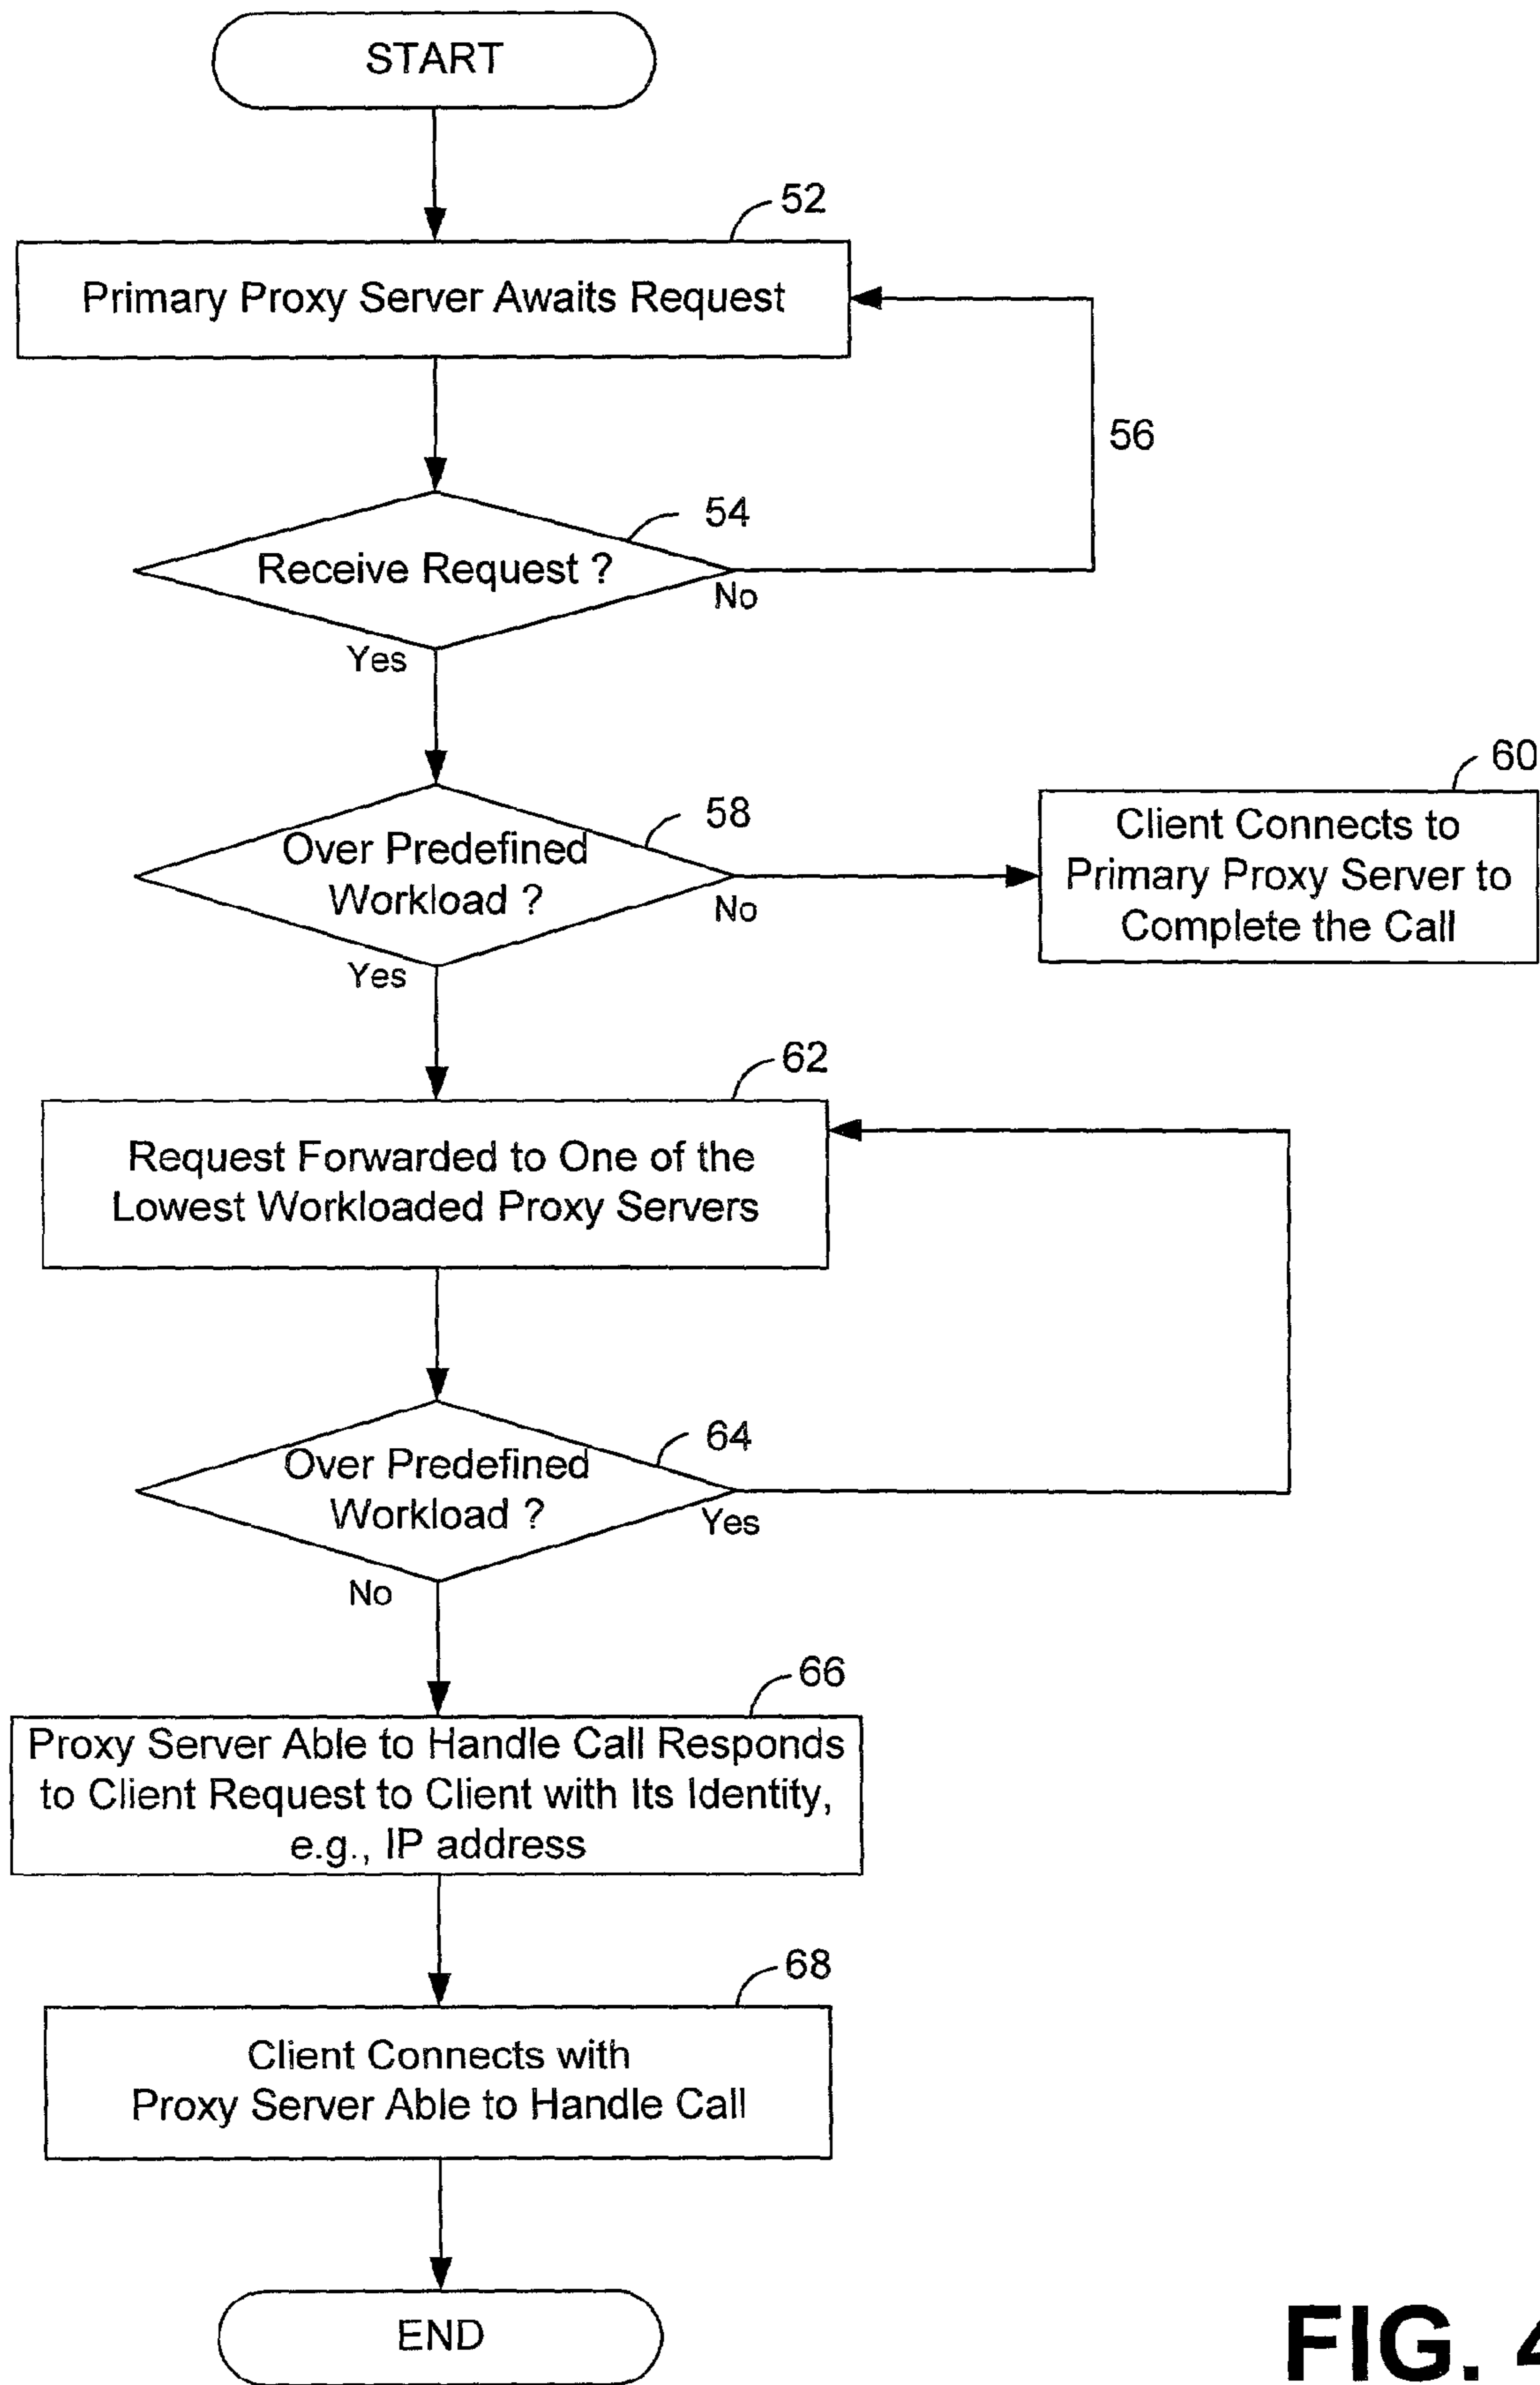 START
52
Primary Proxy Server Awaits Request
56
54
Receive Request ?
No
Yes
60
58
Over Predefined
Workload ?
No
Yes
Client Connects to
Primary Proxy Server to
Complete the Call
62
Request Forwarded to One of the
Lowest Workloaded Proxy Servers
64
Over Predefined
Workload ?
Yes
No
66
Proxy Server Able to Handle Call Responds
to Client Request to Client with Its Identity,
e.g., IP address
68
Client Connects with
Proxy Server Able to Handle Call
END
FIG. 4